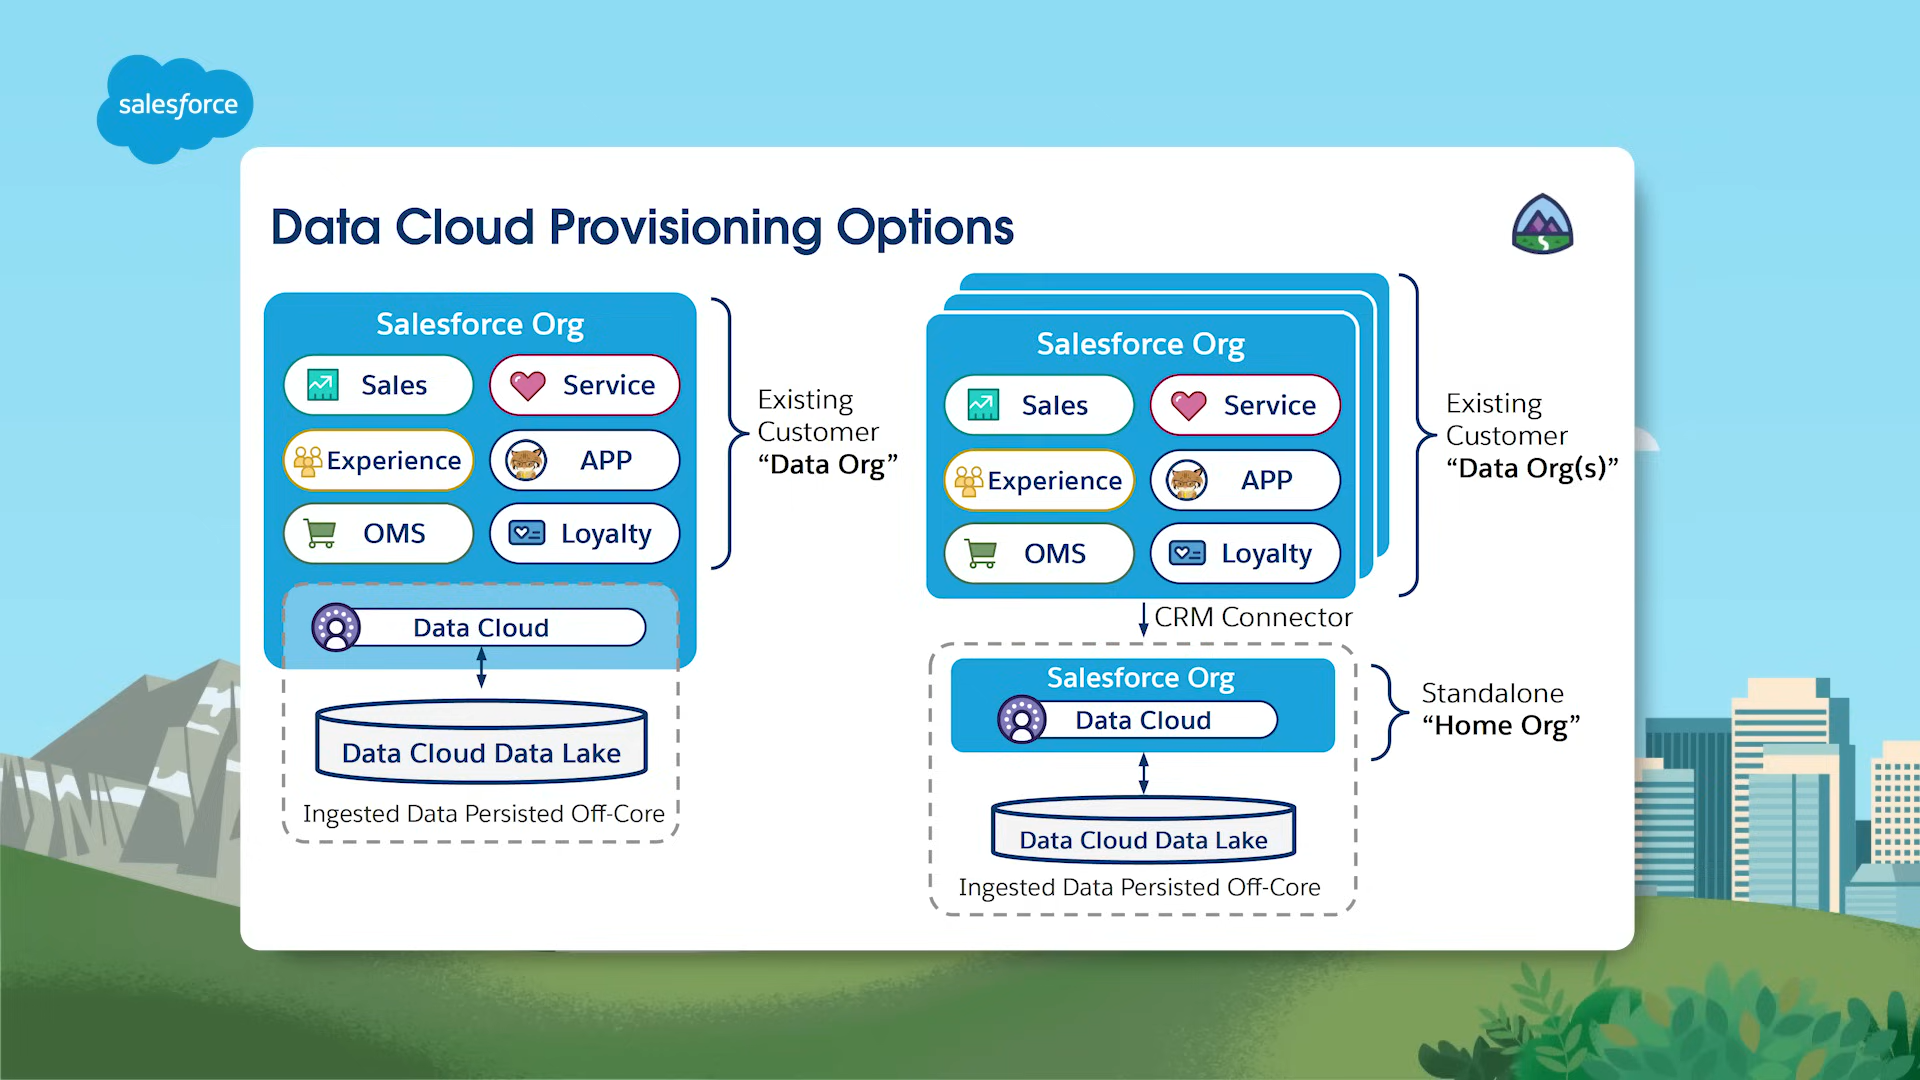 salesforce
Data Cloud Provisioning Options
Salesforce Org
Sales
Service
Experience
APP
OMS
Loyalty
Data Cloud
Data Cloud Data Lake
Ingested Data Persisted Off-Core
Existing
Customer
“Data Org”
Salesforce Org
Sales
Service
Experience
APP
OMS
Loyalty
Existing
Customer
“Data Org(s)”
CRM Connector
Salesforce Org
Data Cloud
Standalone
“Home Org”
Data Cloud Data Lake
Ingested Data Persisted Off-Core